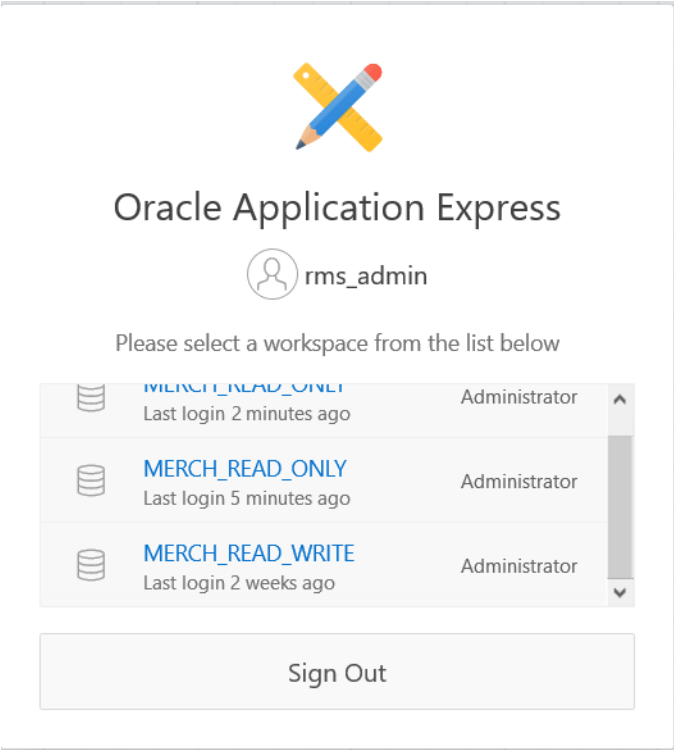 Oracle Application Express
rms_admin
Please select a workspace from the list below
MERCH_READ_ONLY
Administrator
Last login 2 minutes ago
MERCH_READ_ONLY
Administrator
Last login 5 minutes ago
MERCH_READ_WRITE
Administrator
Last login 2 weeks ago
Sign Out